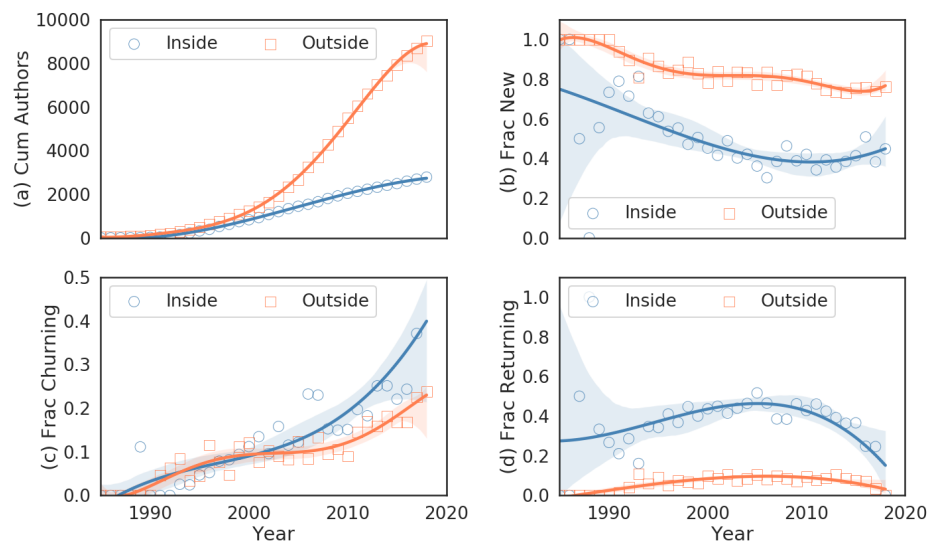 10000
8000
6000
4000
2000
0
(a) Cum Authors
Inside Outside
1.0
0.8
0.6
0.4
0.2
0.0
(b) Frac New
Inside Outside
0.5
0.4
0.3
0.2
0.1
0.0
(c) Frac Churning
Inside Outside
1990 2000 2010 2020
Year
1.0
0.8
0.6
0.4
0.2
0.0
(d) Frac Returning
Inside Outside
1990 2000 2010 2020
Year